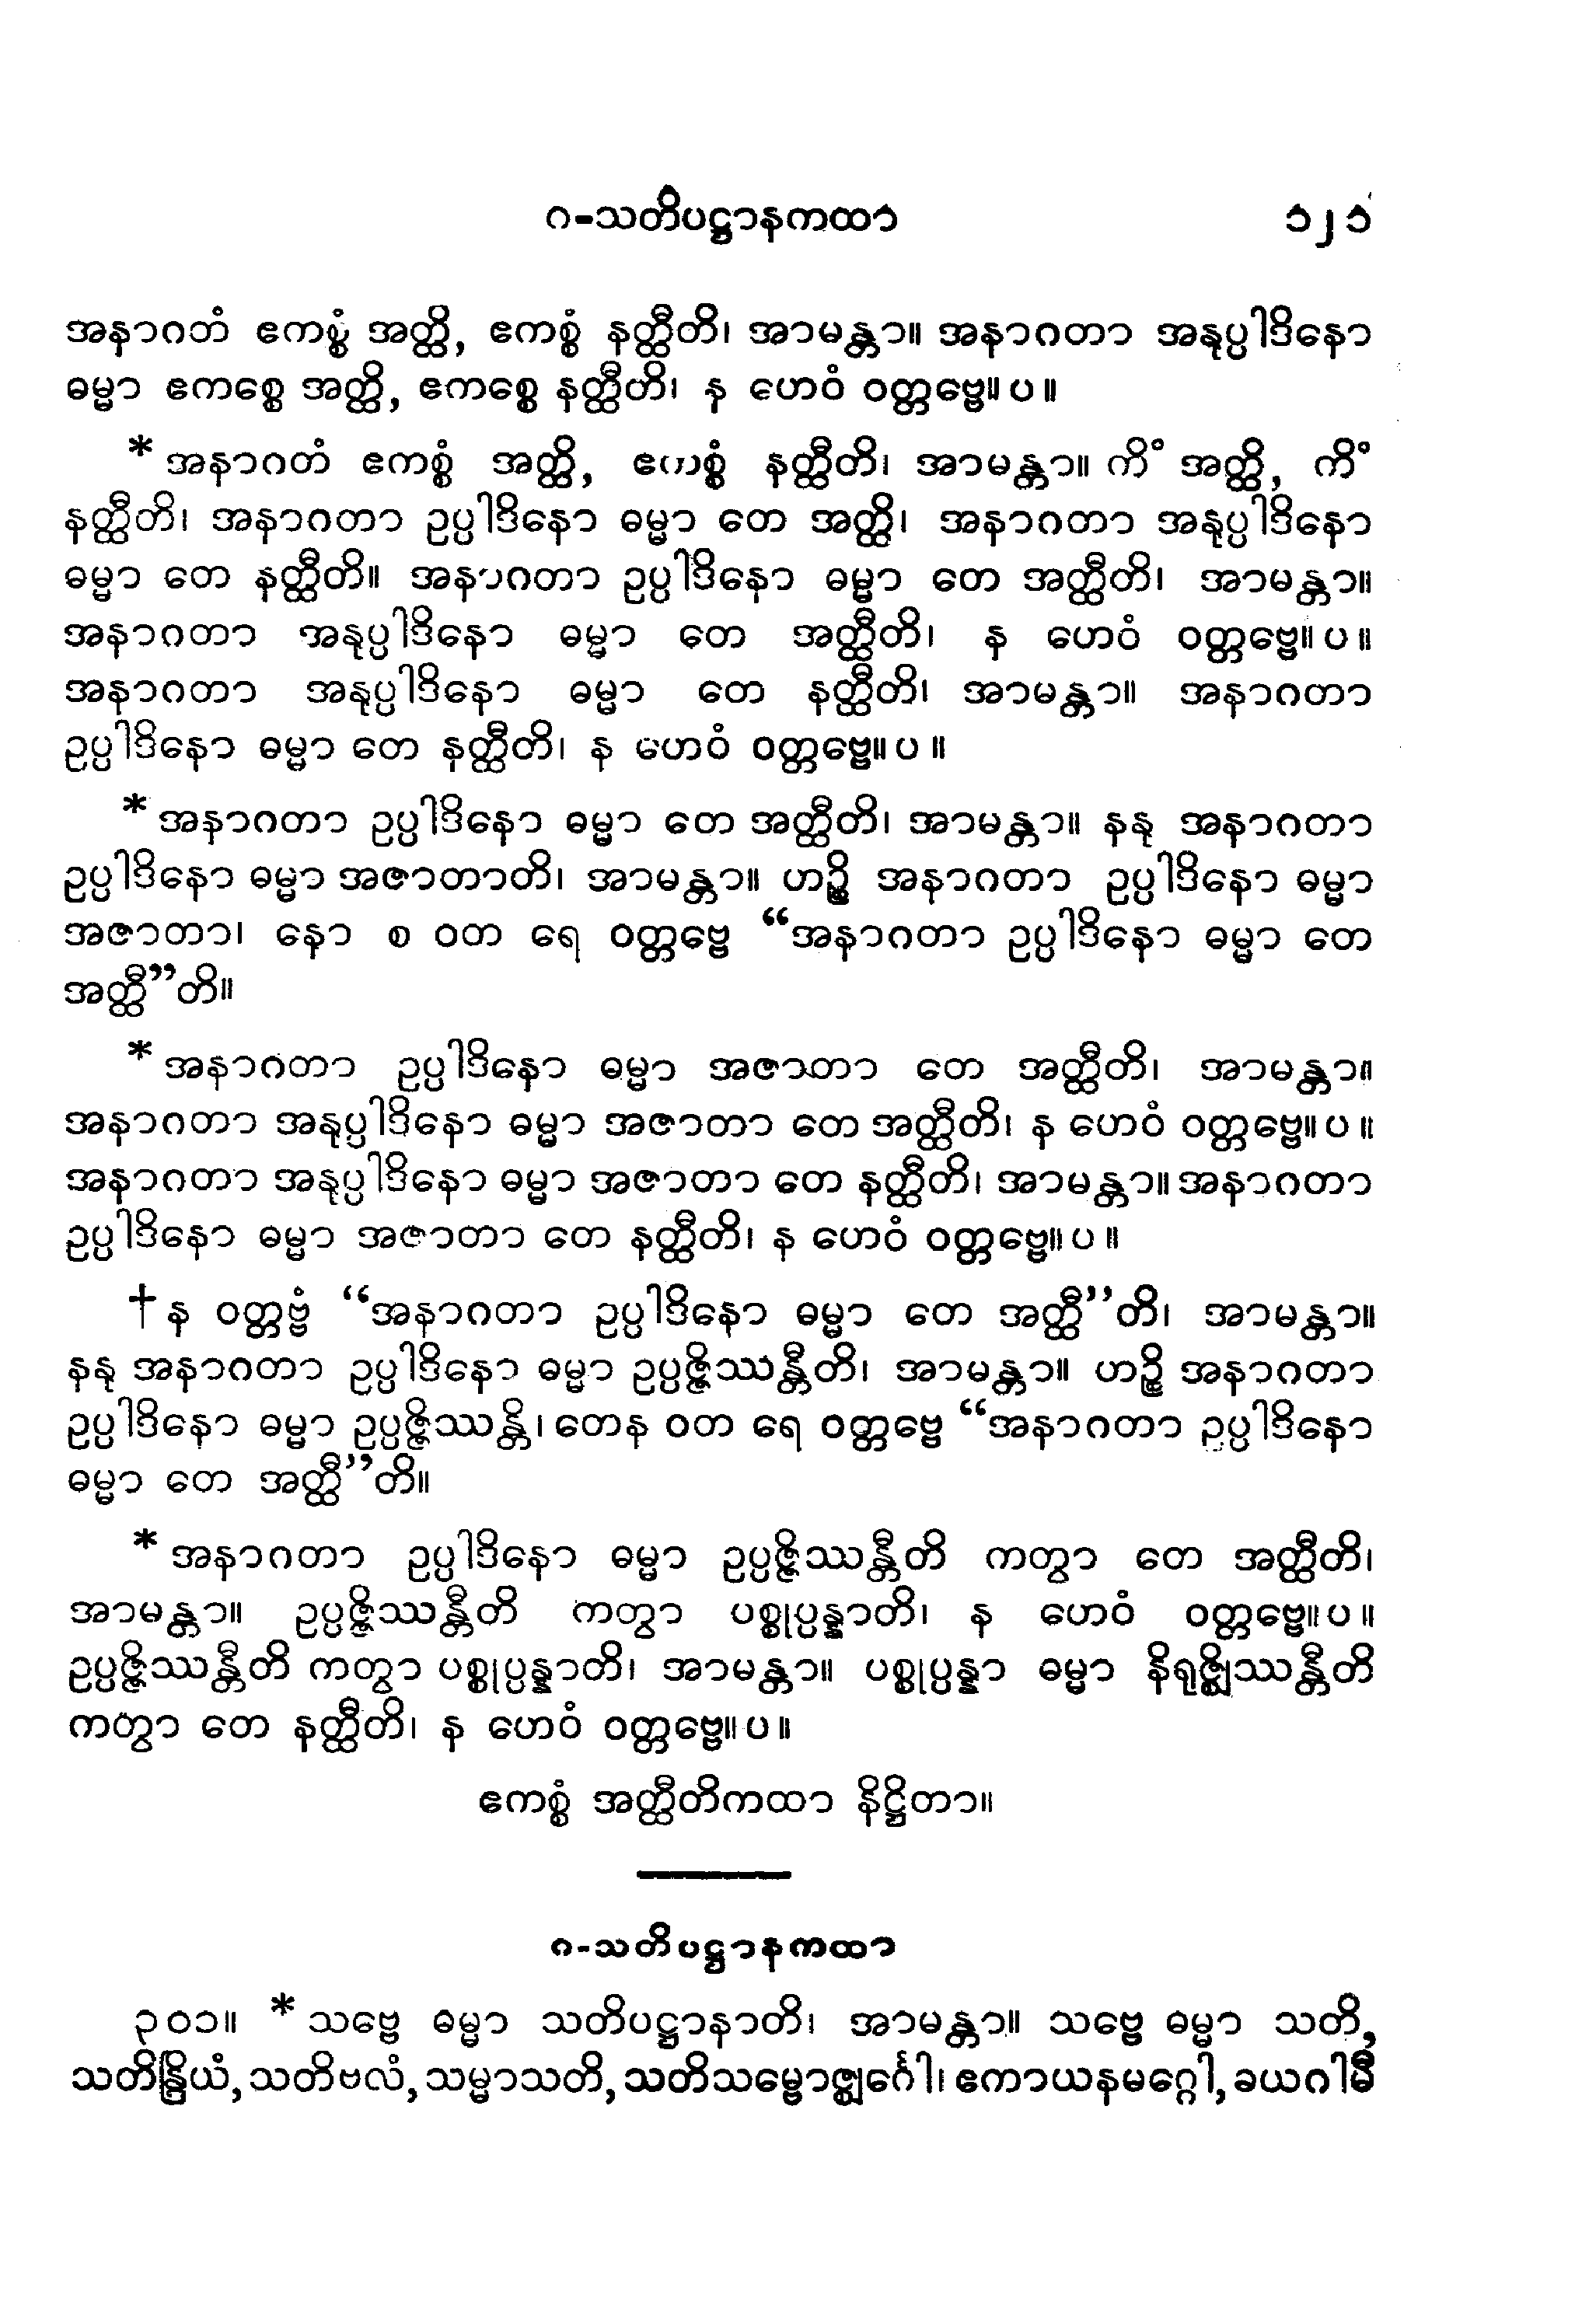 ဂ-သတိပဋ္ဌာနကထာ ၁၂၁
အနာဂတံ ဧကစ္စံ အတ္ထိ, ဧကစ္စံ နတ္ထီတိ၊ အာမန္တာ။ အနာဂတာ အနုပ္ပါဒိနော
ဓမ္မာ ဧကစ္စေ အတ္ထိ, ဧကစ္စေ နတ္ထီတိ၊ န ဟေဝံ ဝတ္တဗ္ဗေ။ ပ ။
* အနာဂတံ ဧကစ္စံ အတ္ထိ, ဧကစ္စံ နတ္ထီတိ၊ အာမန္တာ။ ကိံ အတ္ထိ, ကိံ
နတ္ထီတိ၊ အနာဂတာ ဥပ္ပါဒိနော ဓမ္မာ တေ အတ္ထိ၊ အနာဂတာ အနုပ္ပါဒိနော
ဓမ္မာ တေ နတ္ထီတိ။ အနာဂတာ ဥပ္ပါဒိနော ဓမ္မာ တေ အတ္ထီတိ၊ အာမန္တာ။
အနာဂတာ အနုပ္ပါဒိနော ဓမ္မာ တေ အတ္ထီတိ၊ န ဟေဝံ ဝတ္တဗ္ဗေ။ ပ ။
အနာဂတာ အနုပ္ပါဒိနော ဓမ္မာ တေ နတ္ထီတိ၊ အာမန္တာ။ အနာဂတာ
ဥပ္ပါဒိနော ဓမ္မာ တေ နတ္ထီတိ၊ န ဟေဝံ ဝတ္တဗ္ဗေ။ ပ ။
* အနာဂတာ ဥပ္ပါဒိနော ဓမ္မာ တေ အတ္ထီတိ၊ အာမန္တာ။ နနု အနာဂတာ
ဥပ္ပါဒိနော ဓမ္မာ အဇာတာတိ၊ အာမန္တာ။ ဟဉ္စိ အနာဂတာ ဥပ္ပါဒိနော ဓမ္မာ
အဇာတာ၊ နော စ ဝတ ရေ ဝတ္တဗ္ဗေ “အနာဂတာ ဥပ္ပါဒိနော ဓမ္မာ တေ
အတ္ထီ”တိ။
* အနာဂတာ ဥပ္ပါဒိနော ဓမ္မာ အဇာတာ တေ အတ္ထီတိ၊ အာမန္တာ။
အနာဂတာ အနုပ္ပါဒိနော ဓမ္မာ အဇာတာ တေ အတ္ထီတိ၊ န ဟေဝံ ဝတ္တဗ္ဗေ။ ပ ။
အနာဂတာ အနုပ္ပါဒိနော ဓမ္မာ အဇာတာ တေ နတ္ထီတိ၊ အာမန္တာ။ အနာဂတာ
ဥပ္ပါဒိနော ဓမ္မာ အဇာတာ တေ နတ္ထီတိ၊ န ဟေဝံ ဝတ္တဗ္ဗေ။ ပ ။
† န ဝတ္တဗ္ဗံ “အနာဂတာ ဥပ္ပါဒိနော ဓမ္မာ တေ အတ္ထီ”တိ၊ အာမန္တာ။
နနု အနာဂတာ ဥပ္ပါဒိနော ဓမ္မာ ဥပ္ပဇ္ဇိဿန္တီတိ၊ အာမန္တာ။ ဟဉ္စိ အနာဂတာ
ဥပ္ပါဒိနော ဓမ္မာ ဥပ္ပဇ္ဇိဿန္တိ၊ တေန ဝတ ရေ ဝတ္တဗ္ဗေ “အနာဂတာ ဥပ္ပါဒိနော
ဓမ္မာ တေ အတ္ထီ”တိ။
* အနာဂတာ ဥပ္ပါဒိနော ဓမ္မာ ဥပ္ပဇ္ဇိဿန္တီတိ ကတွာ တေ အတ္ထီတိ၊
အာမန္တာ။ ဥပ္ပဇ္ဇိဿန္တီတိ ကတွာ ပစ္စုပ္ပန္နာတိ၊ န ဟေဝံ ဝတ္တဗ္ဗေ။ ပ ။
ဥပ္ပဇ္ဇိဿန္တီတိ ကတွာ ပစ္စုပ္ပန္နာတိ၊ အာမန္တာ။ ပစ္စုပ္ပန္နာ ဓမ္မာ နိရုဇ္ဈိဿန္တီတိ
ကတွာ တေ နတ္ထီတိ၊ န ဟေဝံ ဝတ္တဗ္ဗေ။ ပ ။
ဧကစ္စံ အတ္ထီတိကထာ နိဋ္ဌိတာ။
ဂ-သတိပဋ္ဌာနကထာ
၃၀၁။ * သဗ္ဗေ ဓမ္မာ သတိပဋ္ဌာနာတိ၊ အာမန္တာ။ သဗ္ဗေ ဓမ္မာ သတိ,
သတိန္ဒြိယံ, သတိဗလံ, သမ္မာသတိ, သတိသမ္ဗောဇ္ဈင်္ဂေါ၊ ဧကာယနမဂ္ဂေါ, ခယဂါမီ